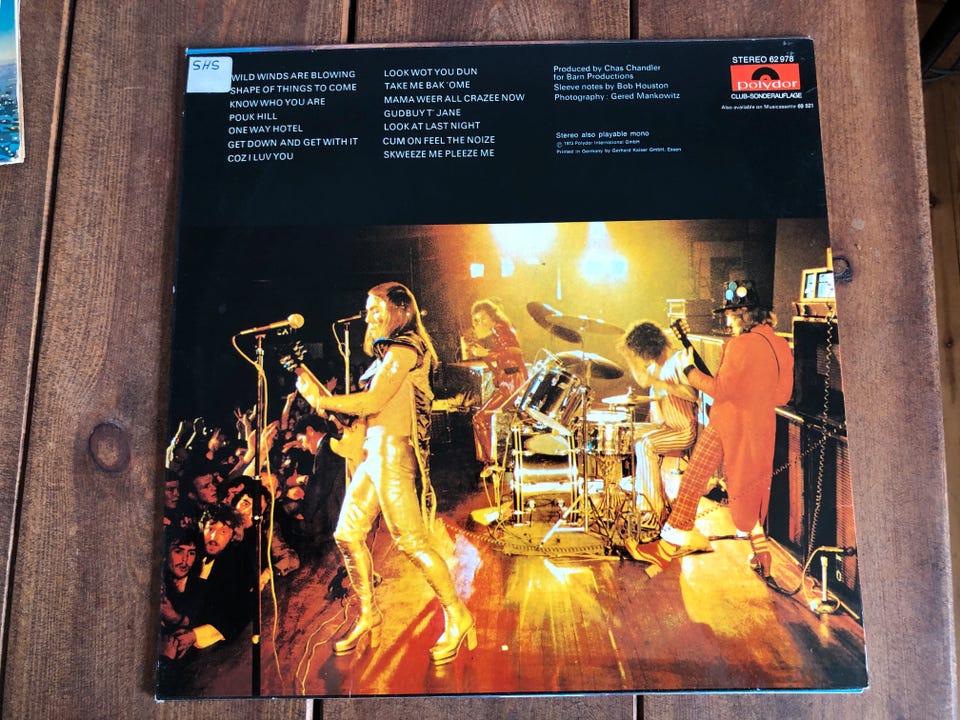 SHS
WILD WINDS ARE BLOWING
SHAPE OF THINGS TO COME
KNOW WHO YOU ARE
POUK HILL
ONE WAY HOTEL
GET DOWN AND GET WITH IT
COZ I LUV YOU
LOOK WOT YOU DUN
TAKE ME BAK 'OME
MAMA WEER ALL CRAZEE NOW
GUDBUY T' JANE
LOOK AT LAST NIGHT
CUM ON FEEL THE NOIZE
SKWEEZE ME PLEEZE ME
Produced by Chas Chandler
for Barn Productions
Sleeve notes by Bob Houston
Photography : Gered Mankowitz
Stereo also playable mono
℗ 1973 Polydor International GmbH
Printed in Germany by Gerhard Kaiser GmbH, Essen
STEREO 62 978
polydor
CLUB-SONDERAUFLAGE
Also available on Musicassette 69 521